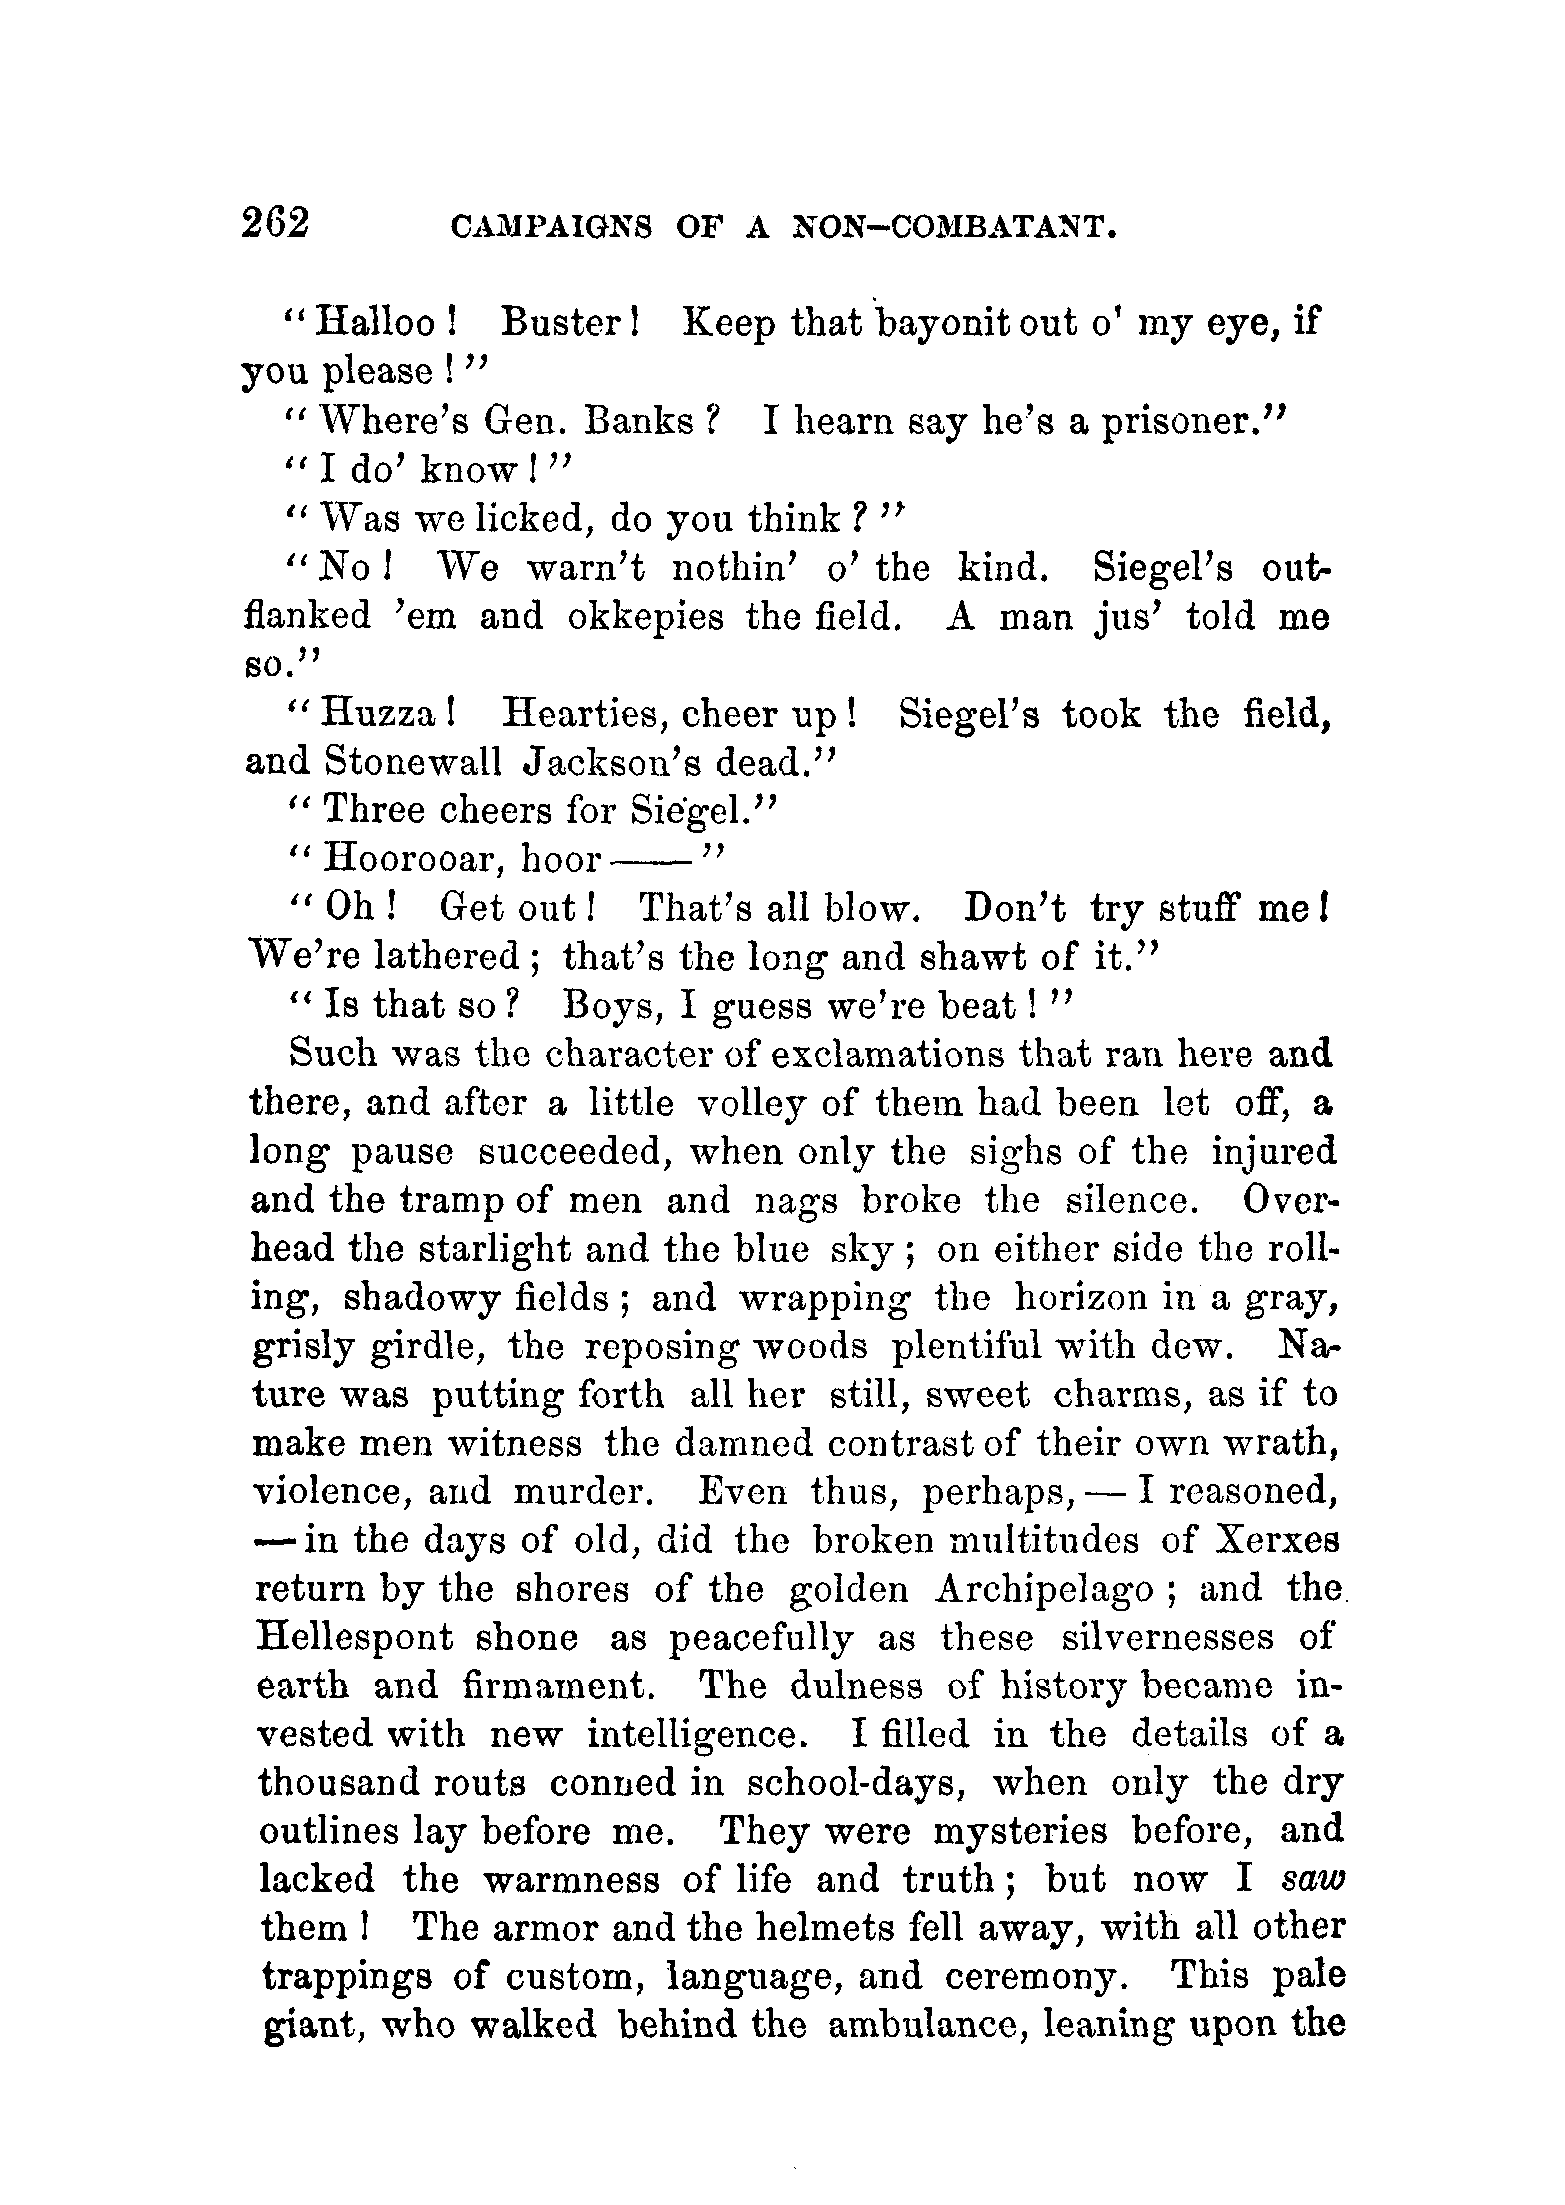 262 CAMPAIGNS OF A NON-COMBATANT.
“Halloo! Buster! Keep that bayonit out o' my eye, if
you please!”
“Where's Gen. Banks? I hearn say he's a prisoner.”
“I do' know!”
“Was we licked, do you think?”
“No! We warn't nothin' o' the kind. Siegel's out-
flanked 'em and okkepies the field. A man jus' told me
so.”
“Huzza! Hearties, cheer up! Siegel's took the field,
and Stonewall Jackson's dead.”
“Three cheers for Siegel.”
“Hoorooar, hoor——”
“Oh! Get out! That's all blow. Don't try stuff me!
We're lathered; that's the long and shawt of it.”
“Is that so? Boys, I guess we're beat!”
Such was the character of exclamations that ran here and
there, and after a little volley of them had been let off, a
long pause succeeded, when only the sighs of the injured
and the tramp of men and nags broke the silence. Over-
head the starlight and the blue sky; on either side the roll-
ing, shadowy fields; and wrapping the horizon in a gray,
grisly girdle, the reposing woods plentiful with dew. Na-
ture was putting forth all her still, sweet charms, as if to
make men witness the damned contrast of their own wrath,
violence, and murder. Even thus, perhaps,— I reasoned,
—in the days of old, did the broken multitudes of Xerxes
return by the shores of the golden Archipelago; and the
Hellespont shone as peacefully as these silvernesses of
earth and firmament. The dulness of history became in-
vested with new intelligence. I filled in the details of a
thousand routs conned in school-days, when only the dry
outlines lay before me. They were mysteries before, and
lacked the warmness of life and truth; but now I saw
them! The armor and the helmets fell away, with all other
trappings of custom, language, and ceremony. This pale
giant, who walked behind the ambulance, leaning upon the